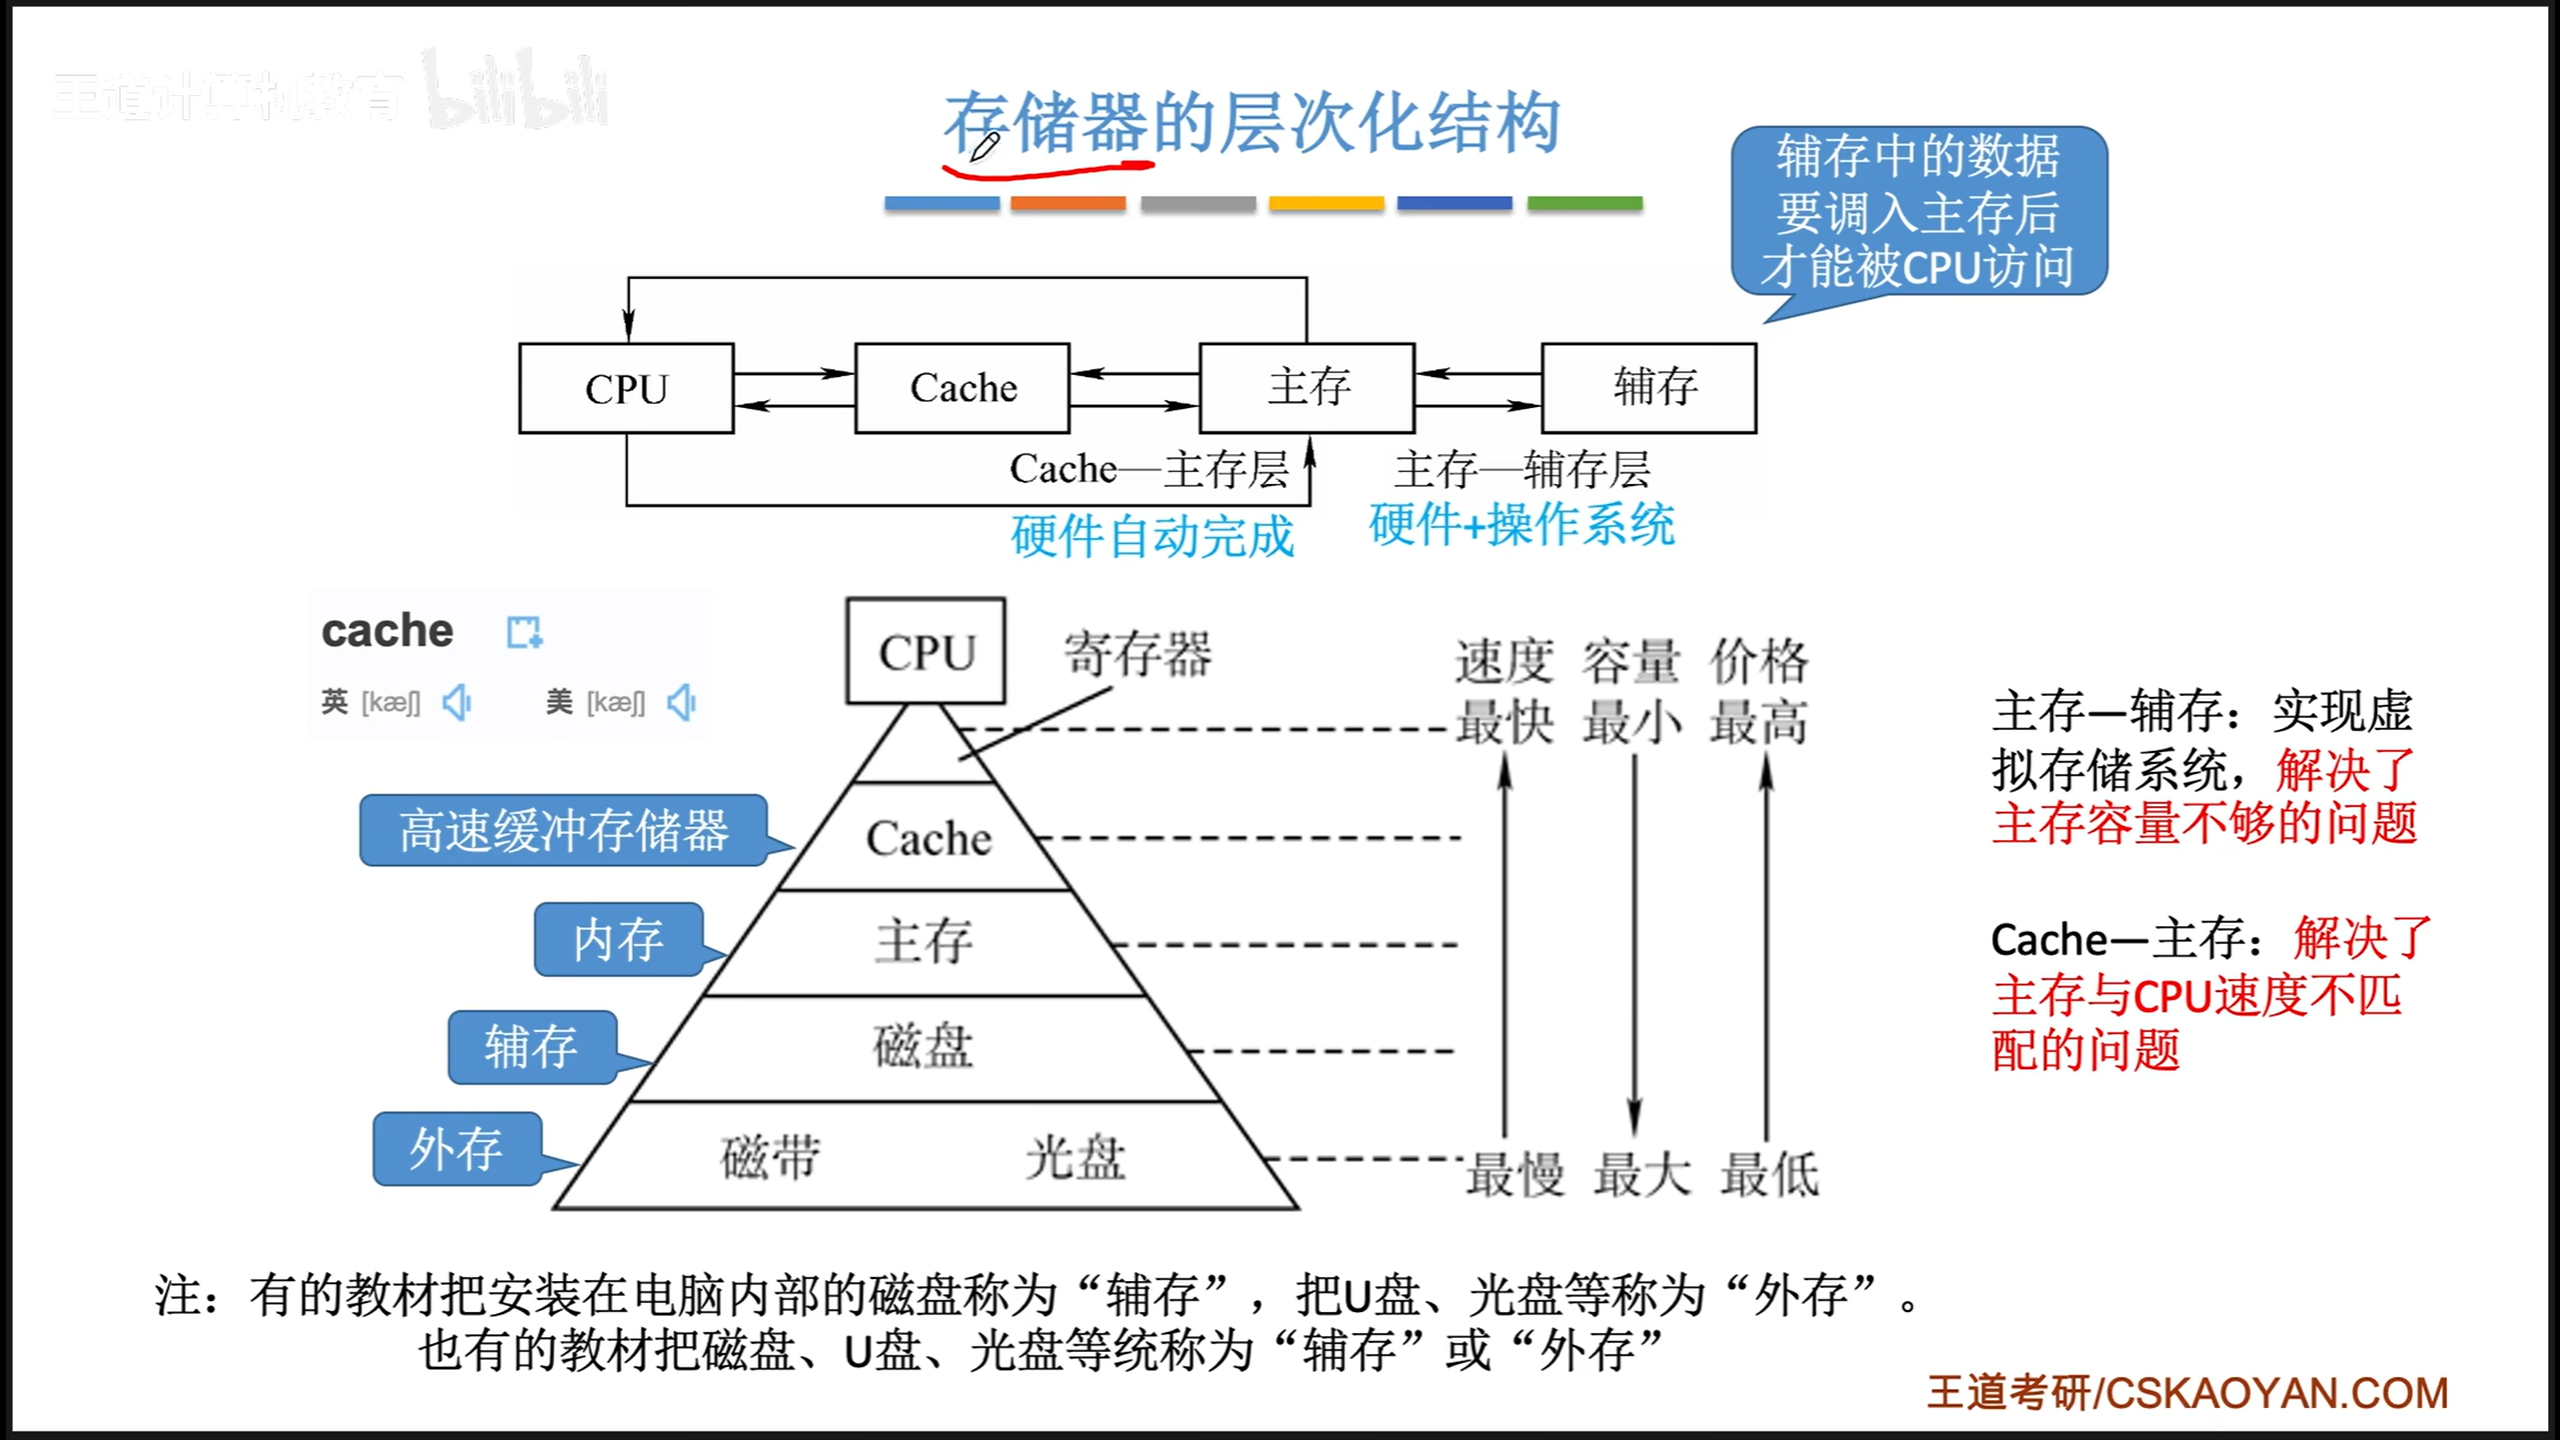 王道计算机教育 bilibili
存储器的层次化结构
辅存中的数据
要调入主存后
才能被CPU访问
CPU
Cache
主存
辅存
Cache—主存层
主存—辅存层
硬件自动完成
硬件+操作系统
cache
英 [kæʃ] 美 [kæʃ]
CPU
寄存器
速度 容量 价格
最快 最小 最高
高速缓冲存储器
Cache
内存
主存
辅存
磁盘
外存
磁带 光盘
最慢 最大 最低
主存—辅存：实现虚
拟存储系统，解决了
主存容量不够的问题
Cache—主存：解决了
主存与CPU速度不匹
配的问题
注：有的教材把安装在电脑内部的磁盘称为“辅存”，把U盘、光盘等称为“外存”。
也有的教材把磁盘、U盘、光盘等统称为“辅存”或“外存”
王道考研/CSKAOYAN.COM